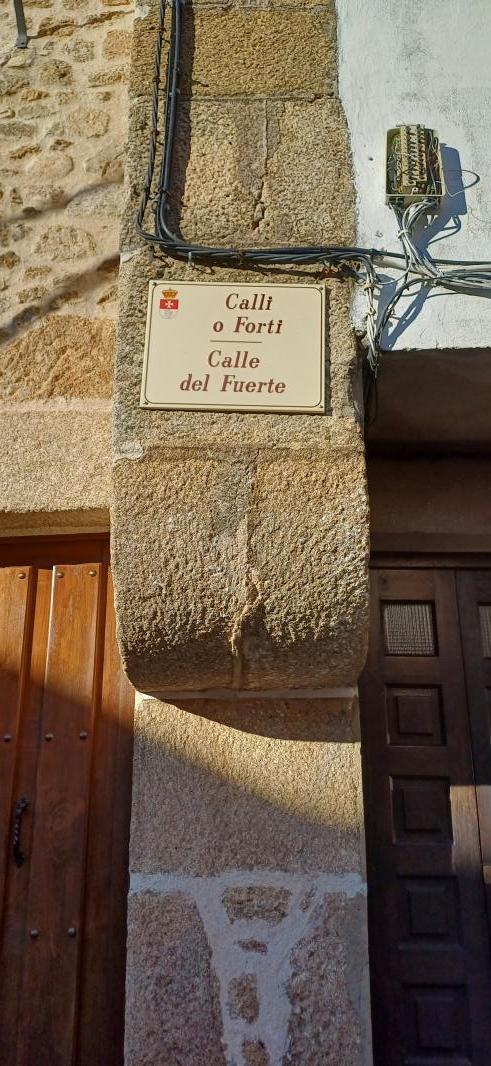 Calli
o Forti
Calle
del Fuerte